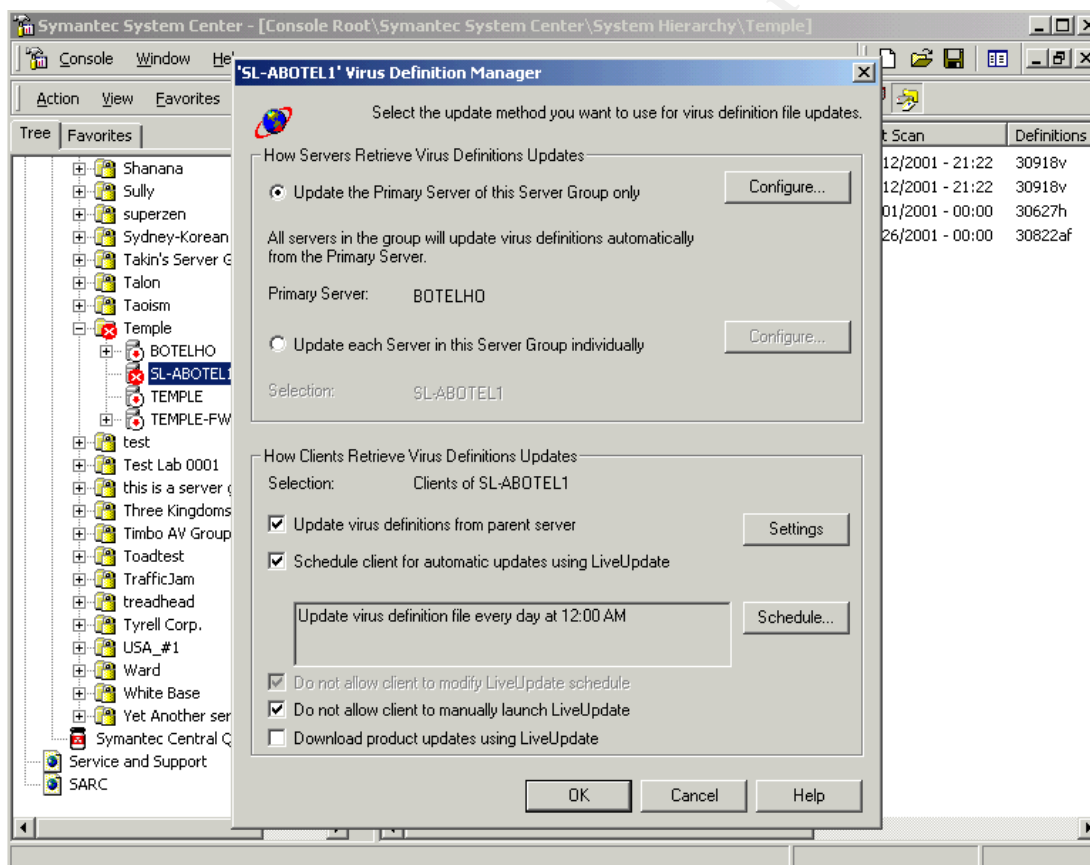 Symantec System Center - [Console Root\Symantec System Center\System Hierarchy\Temple]
Console Window
Action View Favorites
Tree Favorites
Shanana
Sully
superzen
Sydney-Korean
Takin's Server
Talon
Taoism
Temple
BOTELHO
SL-ABOTEL1
TEMPLE
TEMPLE-FW
test
Test Lab 0001
this is a server
Three Kingdoms
Timbo AV Group
Toadtest
TrafficJam
treadhead
Tyrell Corp.
USA_#1
Ward
White Base
Yet Another
Symantec Central
Service and Support
SARC
'SL-ABOTEL1' Virus Definition Manager
Select the update method you want to use for virus definition file updates.
How Servers Retrieve Virus Definitions Updates
Update the Primary Server of this Server Group only
Configure...
All servers in the group will update virus definitions automatically
from the Primary Server.
Primary Server: BOTELHO
Update each Server in this Server Group individually
Configure...
Selection: SL-ABOTEL1
How Clients Retrieve Virus Definitions Updates
Selection: Clients of SL-ABOTEL1
Update virus definitions from parent server
Settings
Schedule client for automatic updates using LiveUpdate
Update virus definition file every day at 12:00 AM
Schedule...
Do not allow client to modify LiveUpdate schedule
Do not allow client to manually launch LiveUpdate
Download product updates using LiveUpdate
OK Cancel Help
Scan Definitions
12/2001 - 21:22 30918v
12/2001 - 21:22 30918v
01/2001 - 00:00 30627h
26/2001 - 00:00 30822af